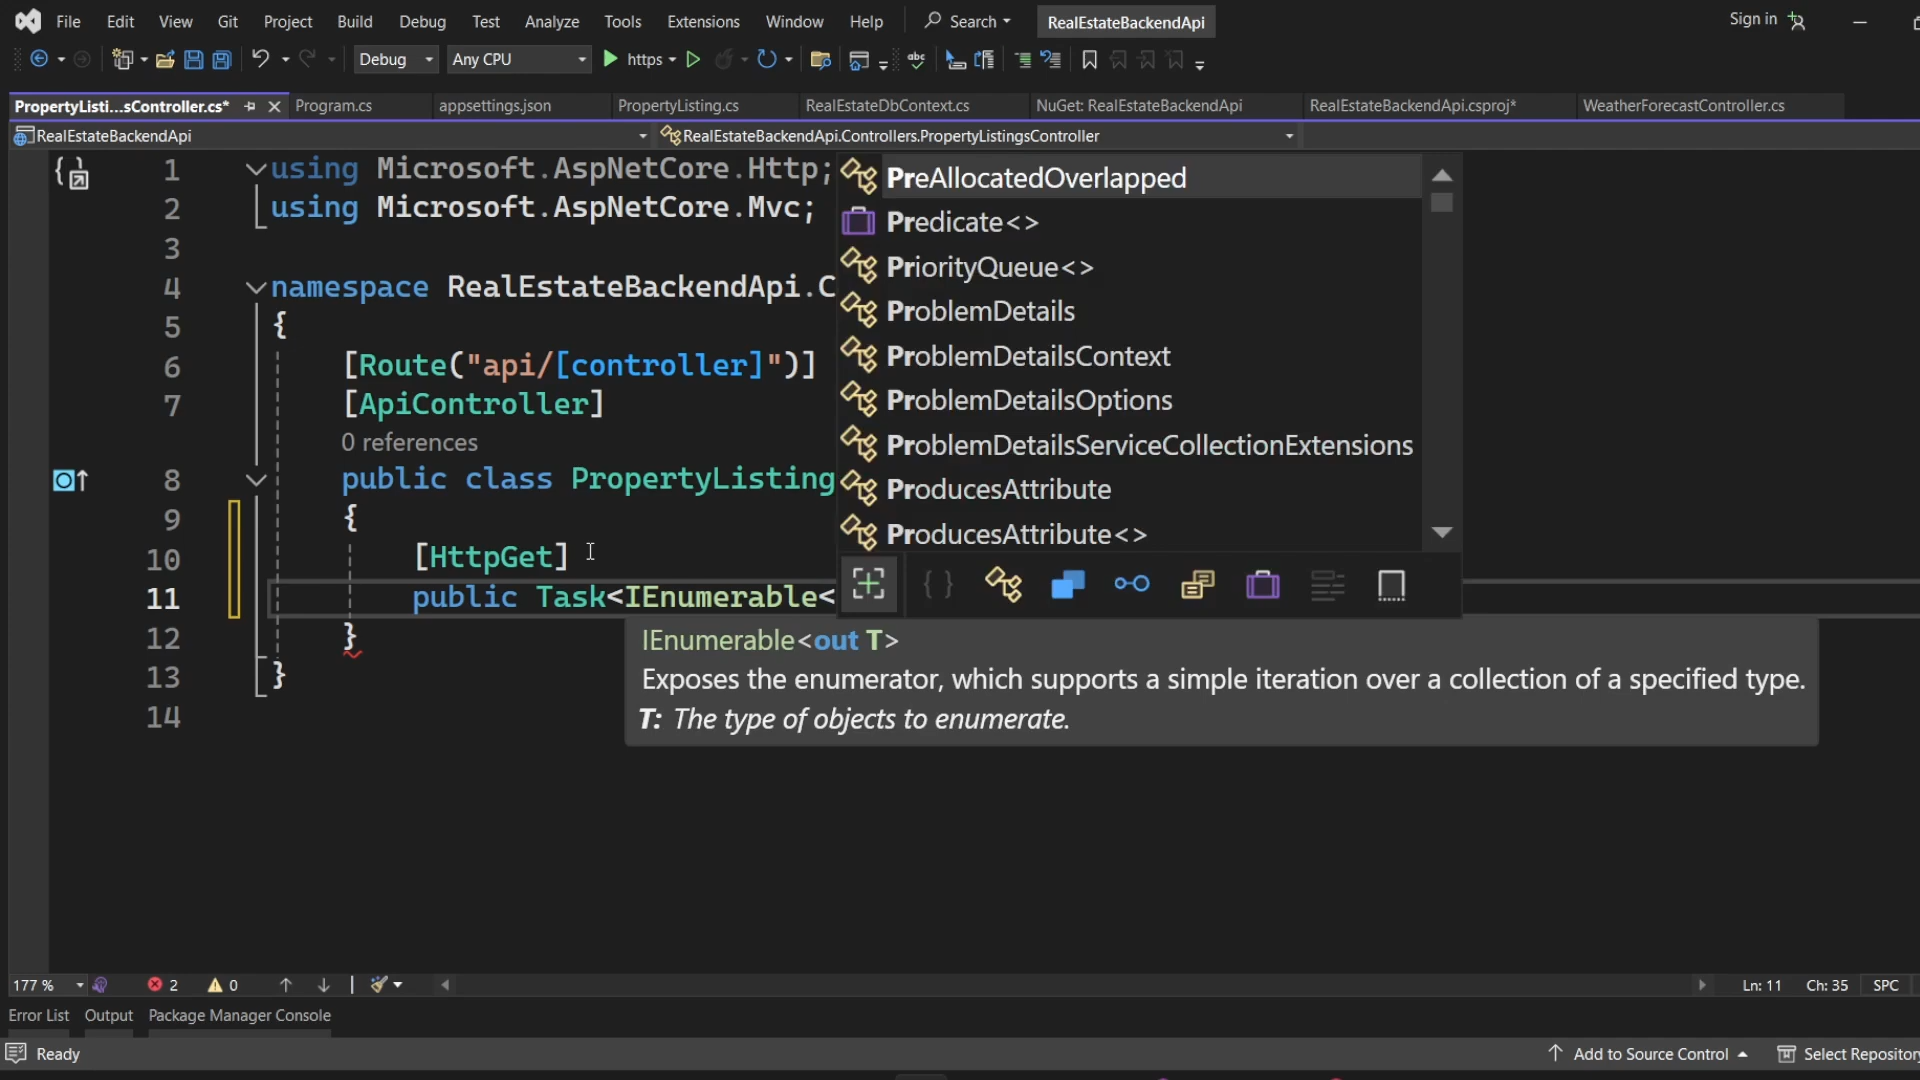 File Edit View Git Project Build Debug Test Analyze Tools Extensions Window Help Search RealEstateBackendApi Sign in
Debug Any CPU https
PropertyListi...sController.cs* Program.cs appsettings.json PropertyListing.cs RealEstateDbContext.cs NuGet: RealEstateBackendApi RealEstateBackendApi.csproj* WeatherForecastController.cs
RealEstateBackendApi RealEstateBackendApi.Controllers.PropertyListingsController
1 using Microsoft.AspNetCore.Http;
2 using Microsoft.AspNetCore.Mvc;
3
4 namespace RealEstateBackendApi.C
5 {
6 [Route("api/[controller]")]
7 [ApiController]
0 references
8 public class PropertyListing
9 {
10 [HttpGet]
11 public Task<IEnumerable<
12 }
13 }
14
PreAllocatedOverlapped
Predicate<>
PriorityQueue<>
ProblemDetails
ProblemDetailsContext
ProblemDetailsOptions
ProblemDetailsServiceCollectionExtensions
ProducesAttribute
ProducesAttribute<>
IEnumerable<out T>
Exposes the enumerator, which supports a simple iteration over a collection of a specified type.
T: The type of objects to enumerate.
177 % 2 0 Ln: 11 Ch: 35 SPC
Error List Output Package Manager Console
Ready Add to Source Control Select Repository